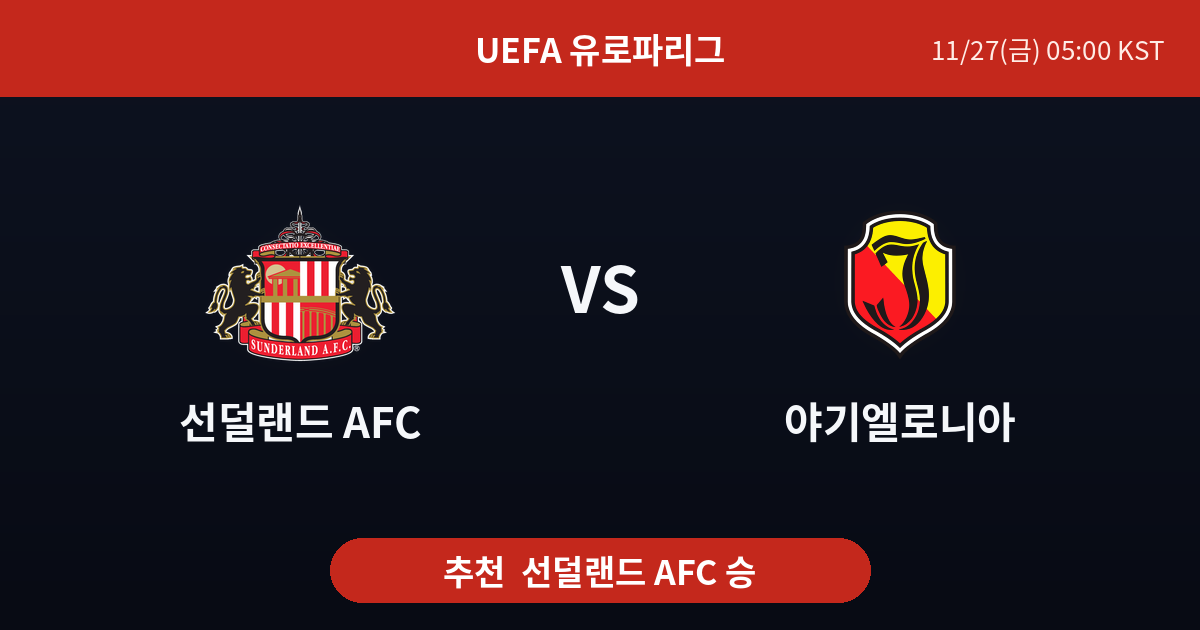 UEFA 유로파리그
11/27(금) 05:00 KST
CONSECTATIO EXCELLENTIAE
SUNDERLAND A.F.C.
VS
J
선덜랜드 AFC
야기엘로니아
추천 선덜랜드 AFC 승